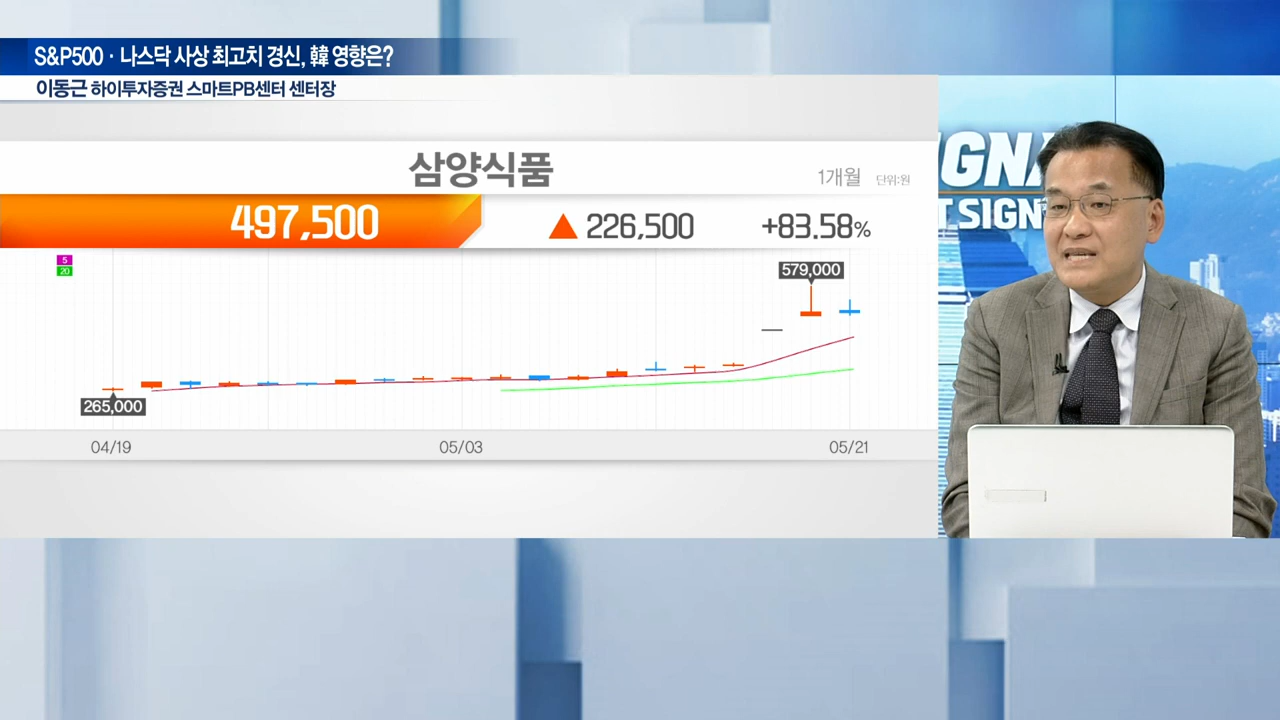 S&P500 · 나스닥 사상 최고치 경신, 韓 영향은?
이동근 하이투자증권 스마트PB센터 센터장
삼양식품
1개월 단위:원
497,500 ▲ 226,500 +83.58%
5
20
579,000
265,000
04/19 05/03 05/21
IGNA
T SIGN